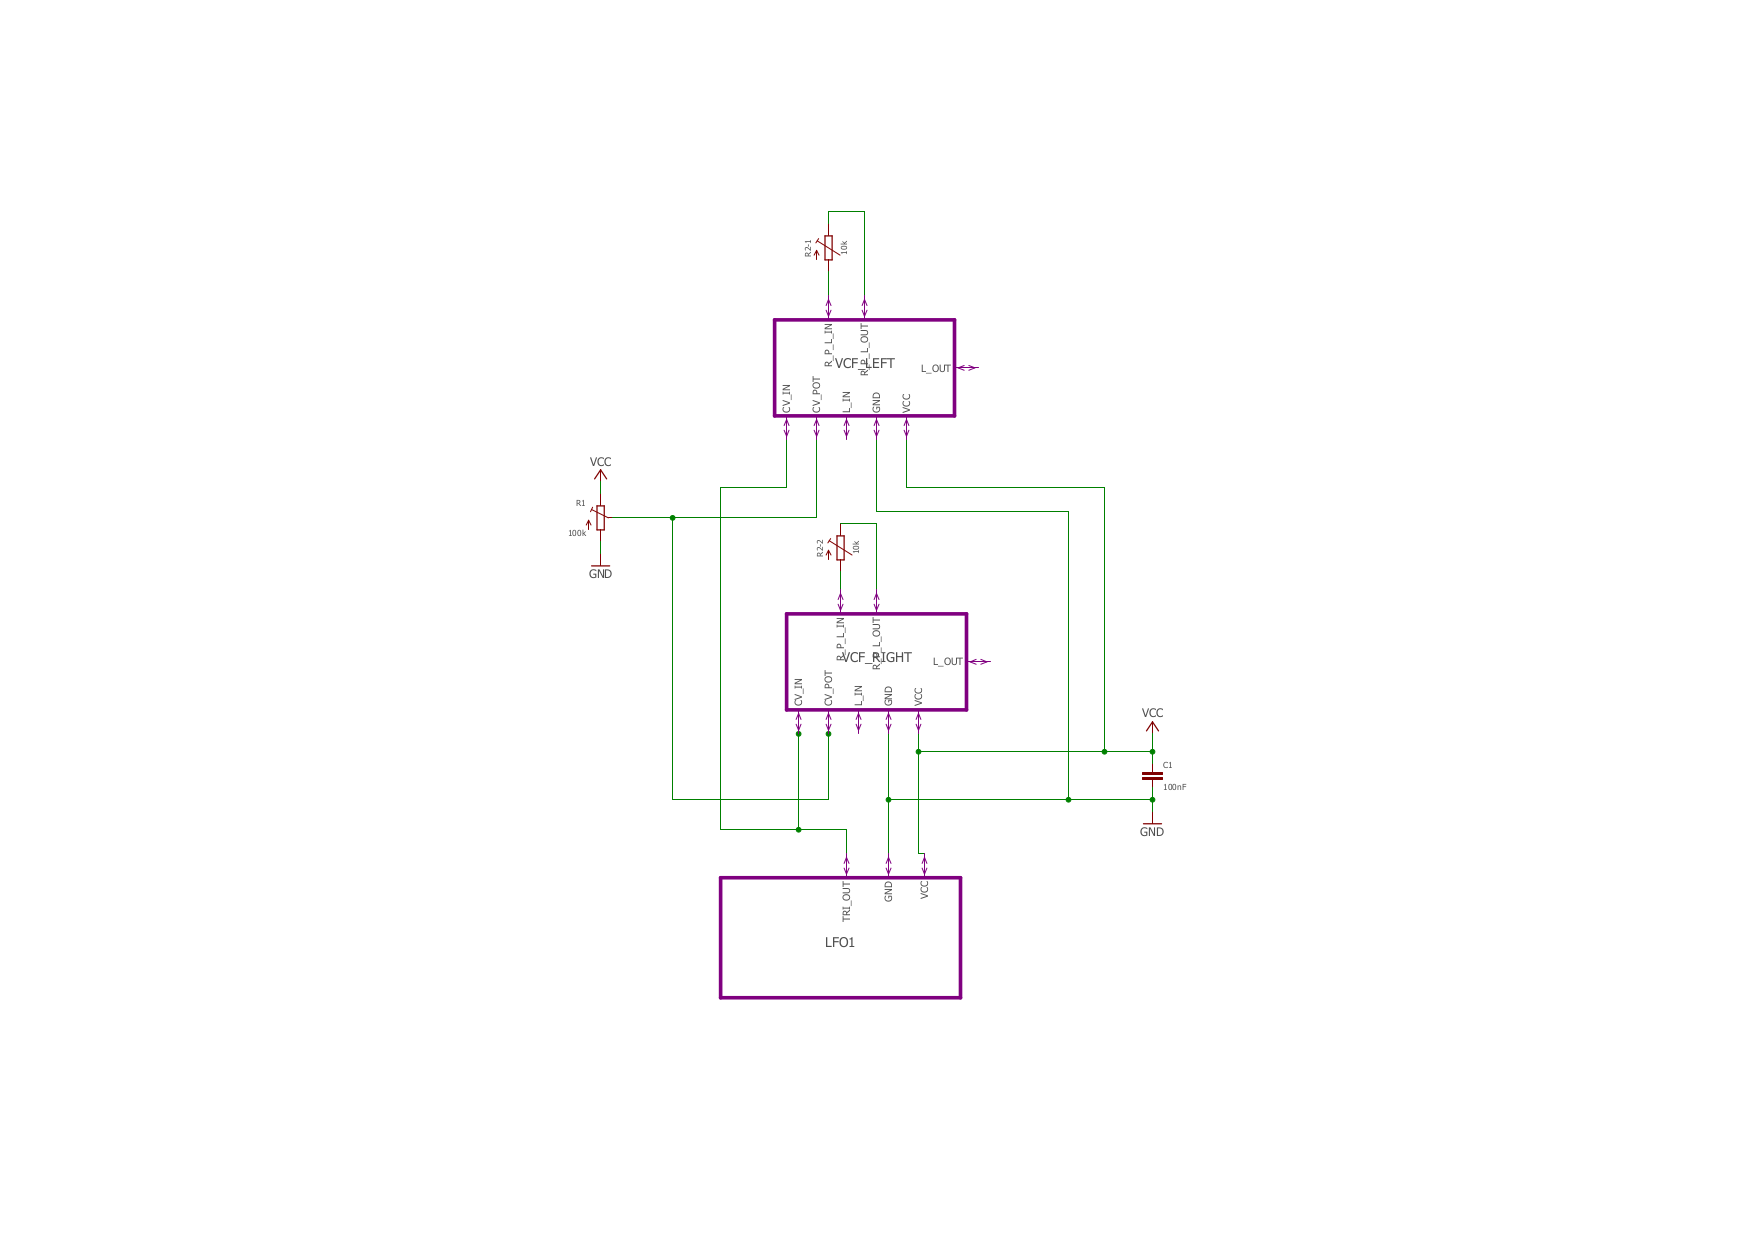 R2-1
10k
R_P_L_IN
R_P_L_OUT
VCF_LEFT
L_OUT
CV_IN
CV_POT
L_IN
GND
VCC
VCC
R1
100k
GND
R2-2
10k
R_P_L_IN
R_P_L_OUT
VCF_RIGHT
L_OUT
CV_IN
CV_POT
L_IN
GND
VCC
VCC
C1
100nF
GND
TRI_OUT
GND
VCC
LFO1